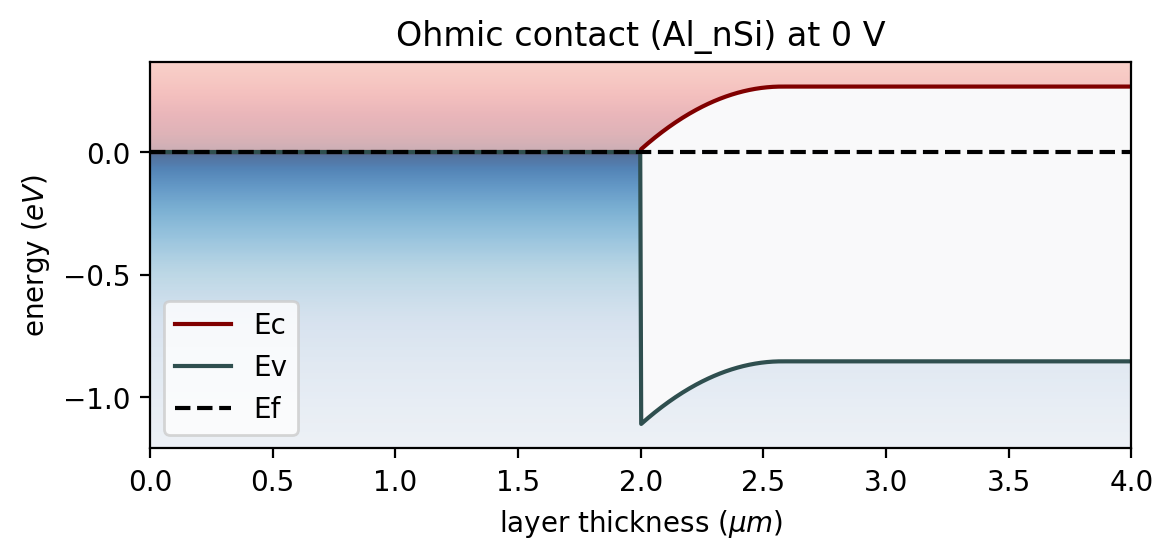 Ohmic contact (Al_nSi) at 0 V
energy (eV)
0.0
−0.5
−1.0
Ec
Ev
Ef
0.0 0.5 1.0 1.5 2.0 2.5 3.0 3.5 4.0
layer thickness (μm)